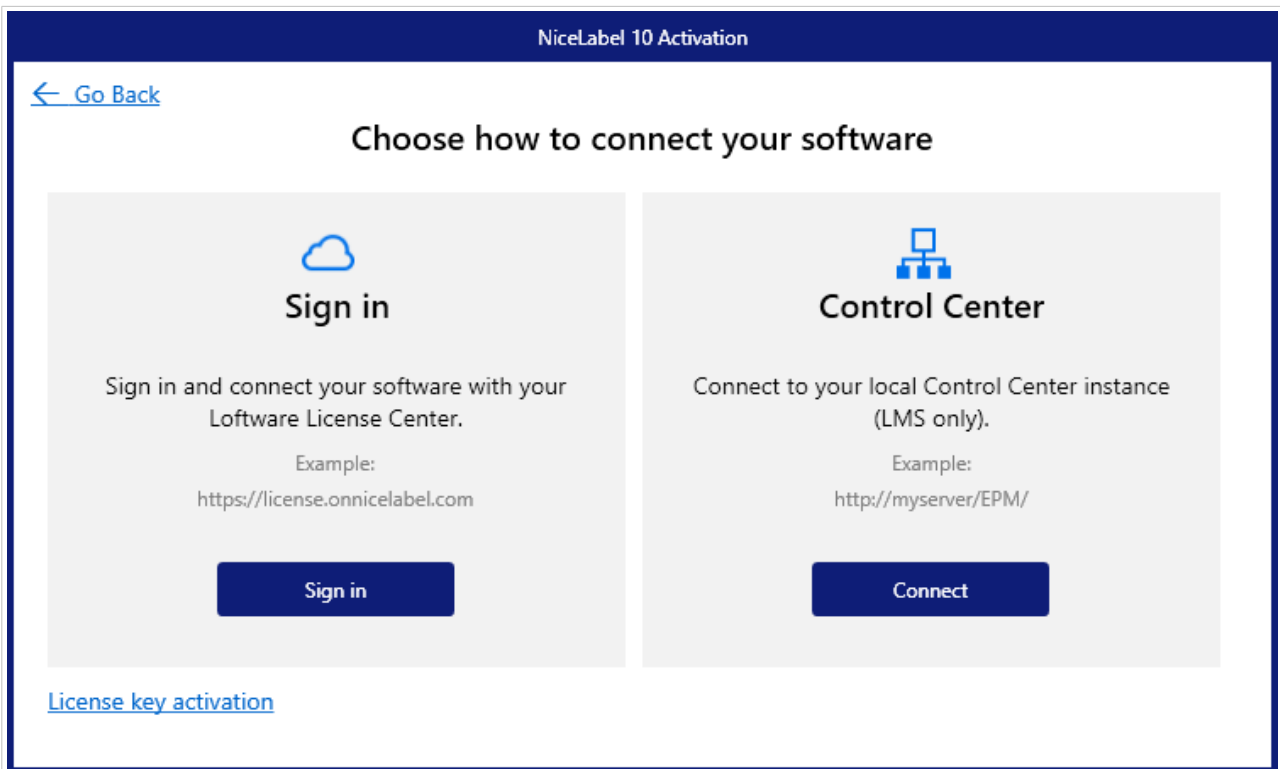 NiceLabel 10 Activation
Go Back
Choose how to connect your software
Sign in
Sign in and connect your software with your
Loftware License Center.
Example:
https://license.onnicelabel.com
Sign in
Control Center
Connect to your local Control Center instance
(LMS only).
Example:
http://myserver/EPM/
Connect
License key activation